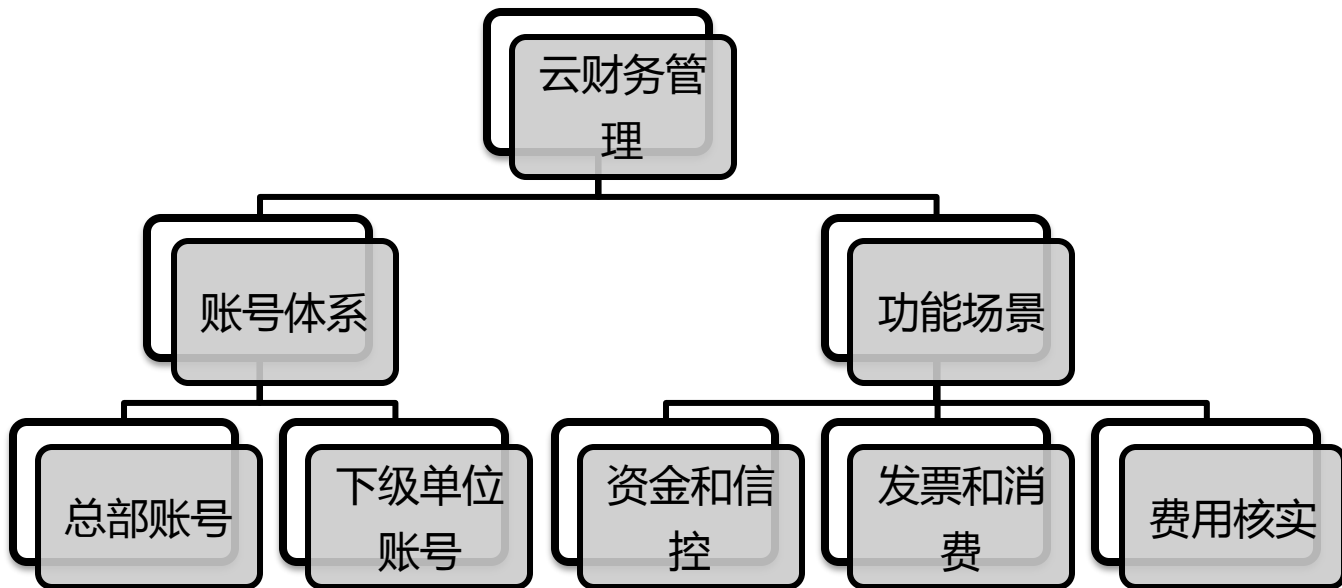 云财务管
理
账号体系
功能场景
总部账号
下级单位
账号
资金和信
控
发票和消
费
费用核实